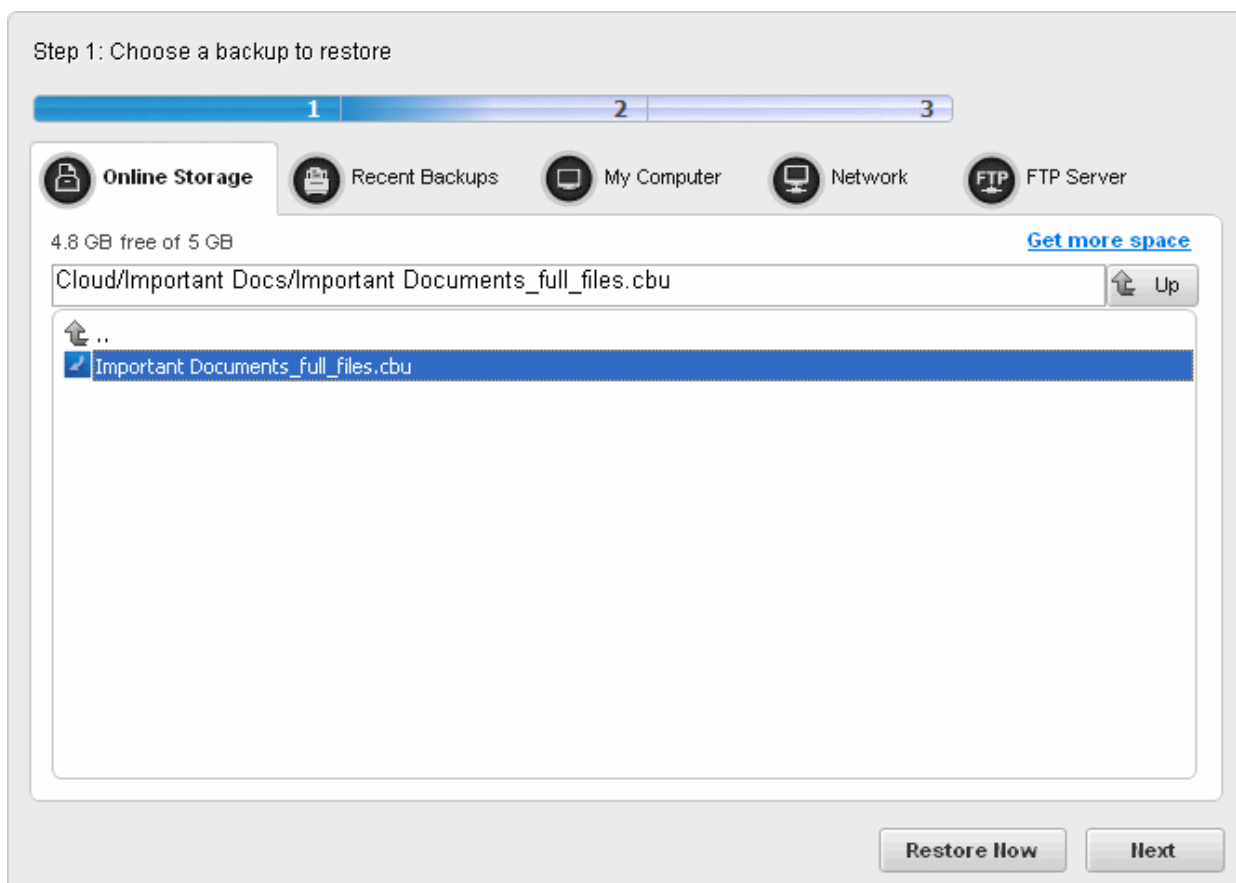 Step 1: Choose a backup to restore
1 2 3
Online Storage Recent Backups My Computer Network FTP FTP Server
4.8 GB free of 5 GB Get more space
Cloud/Important Docs/Important Documents_full_files.cbu Up
..
Important Documents_full_files.cbu
Restore Now Next